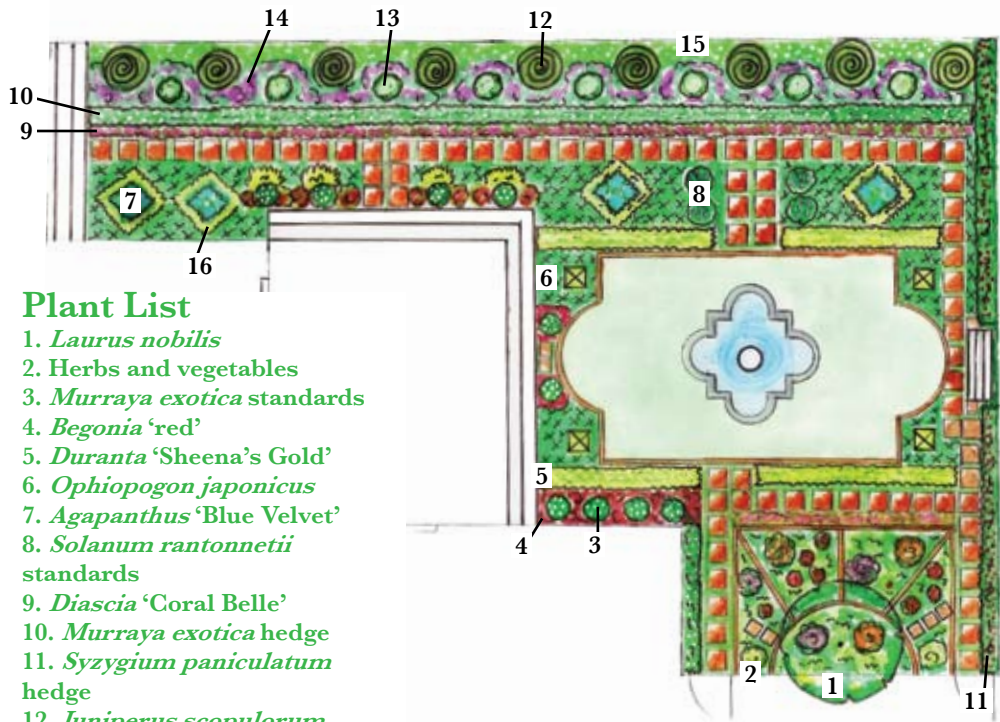 14
13
12
15
10
9
7
8
16
6
5
4
3
2
1
11
Plant List
1. Laurus nobilis
2. Herbs and vegetables
3. Murraya exotica standards
4. Begonia ‘red’
5. Duranta ‘Sheena’s Gold’
6. Ophiopogon japonicus
7. Agapanthus ‘Blue Velvet’
8. Solanum rantonnetii
standards
9. Diascia ‘Coral Belle’
10. Murraya exotica hedge
11. Syzygium paniculatum
hedge
12. Juniperus scopulorum